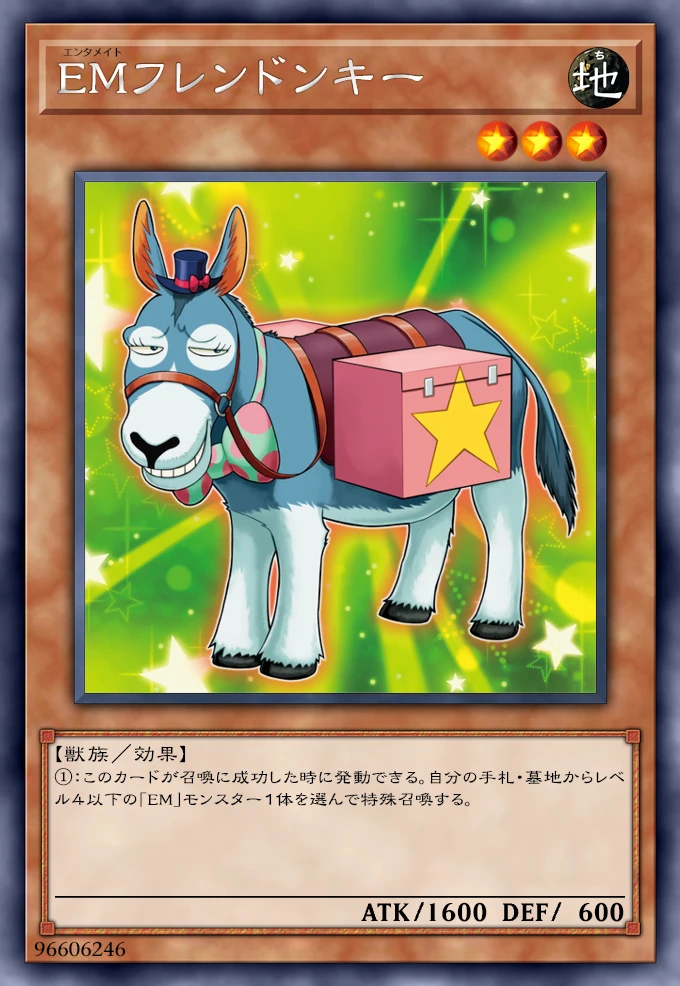 エンタメイト
EMフレンドンキー
ち
地
【獣族／効果】
①：このカードが召喚に成功した時に発動できる。自分の手札・墓地からレベ
ル４以下の「EM」モンスター１体を選んで特殊召喚する。
ATK/1600 DEF/ 600
96606246